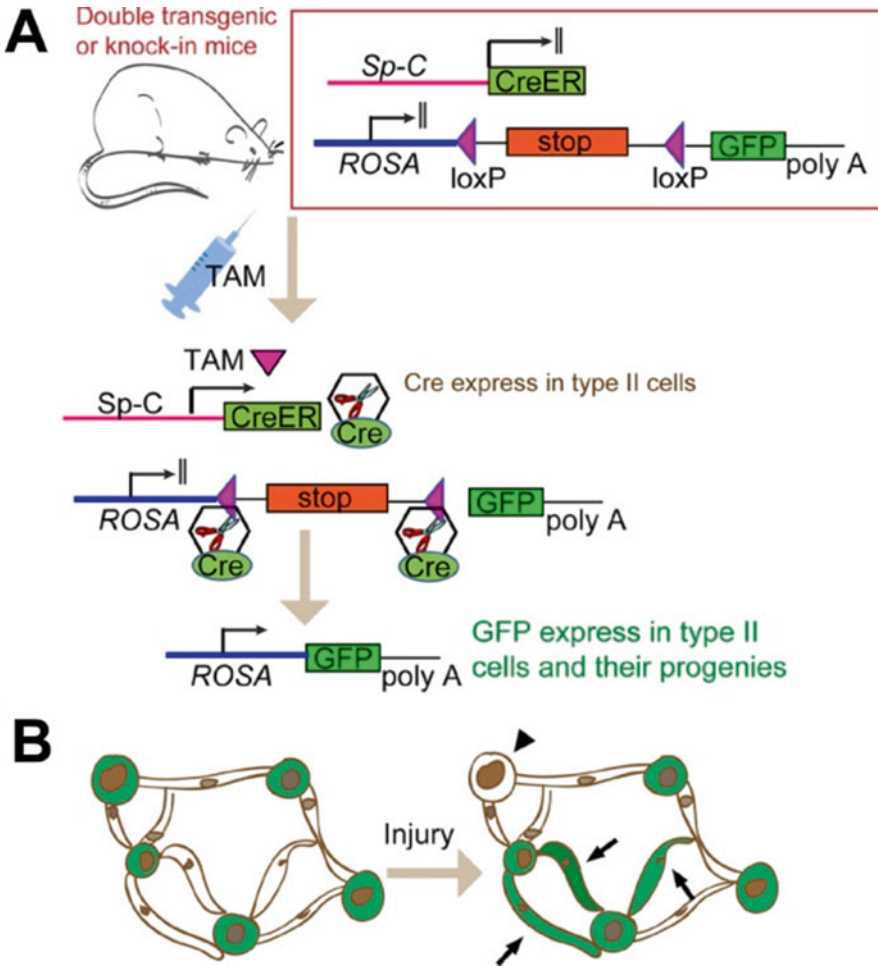 A
Double transgenic
or knock-in mice
Sp-C
CreER
ROSA
loxP
stop
loxP
GFP
poly A
TAM
TAM
Cre express in type II cells
Sp-C
CreER
Cre
ROSA
stop
GFP
poly A
Cre
Cre
ROSA
GFP
poly A
GFP express in type II
cells and their progenies
B
Injury